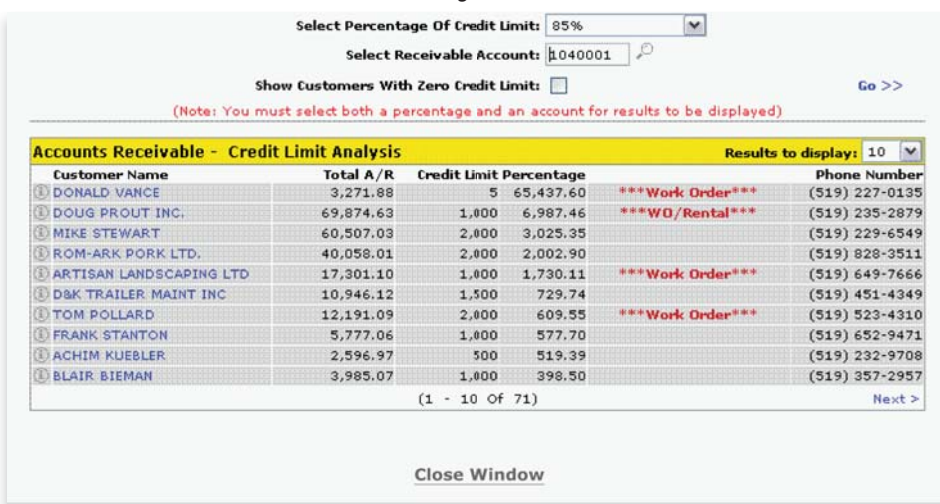 Select Percentage Of Credit Limit: 85%
Select Receivable Account: 1040001
Show Customers With Zero Credit Limit: Go >>
(Note: You must select both a percentage and an account for results to be displayed)
Accounts Receivable - Credit Limit Analysis Results to display: 10
Customer Name Total A/R Credit Limit Percentage Phone Number
DONALD VANCE 3,271.88 5 65,437.60 ***Work Order*** (519) 227-0135
DOUG PROUT INC. 69,874.63 1,000 6,987.46 ***WO/Rental*** (519) 235-2879
MIKE STEWART 60,507.03 2,000 3,025.35 (519) 229-6549
ROM-ARK PORK LTD. 40,058.01 2,000 2,002.90 (519) 828-3511
ARTISAN LANDSCAPING LTD 17,301.10 1,000 1,730.11 ***Work Order*** (519) 649-7666
D&K TRAILER MAINT INC 10,946.12 1,500 729.74 (519) 451-4349
TOM POLLARD 12,191.09 2,000 609.55 ***Work Order*** (519) 523-4310
FRANK STANTON 5,777.06 1,000 577.70 (519) 652-9471
ACHIM KUEBLER 2,596.97 500 519.39 (519) 232-9708
BLAIR BIEMAN 3,985.07 1,000 398.50 (519) 357-2957
(1 - 10 Of 71) Next >
Close Window